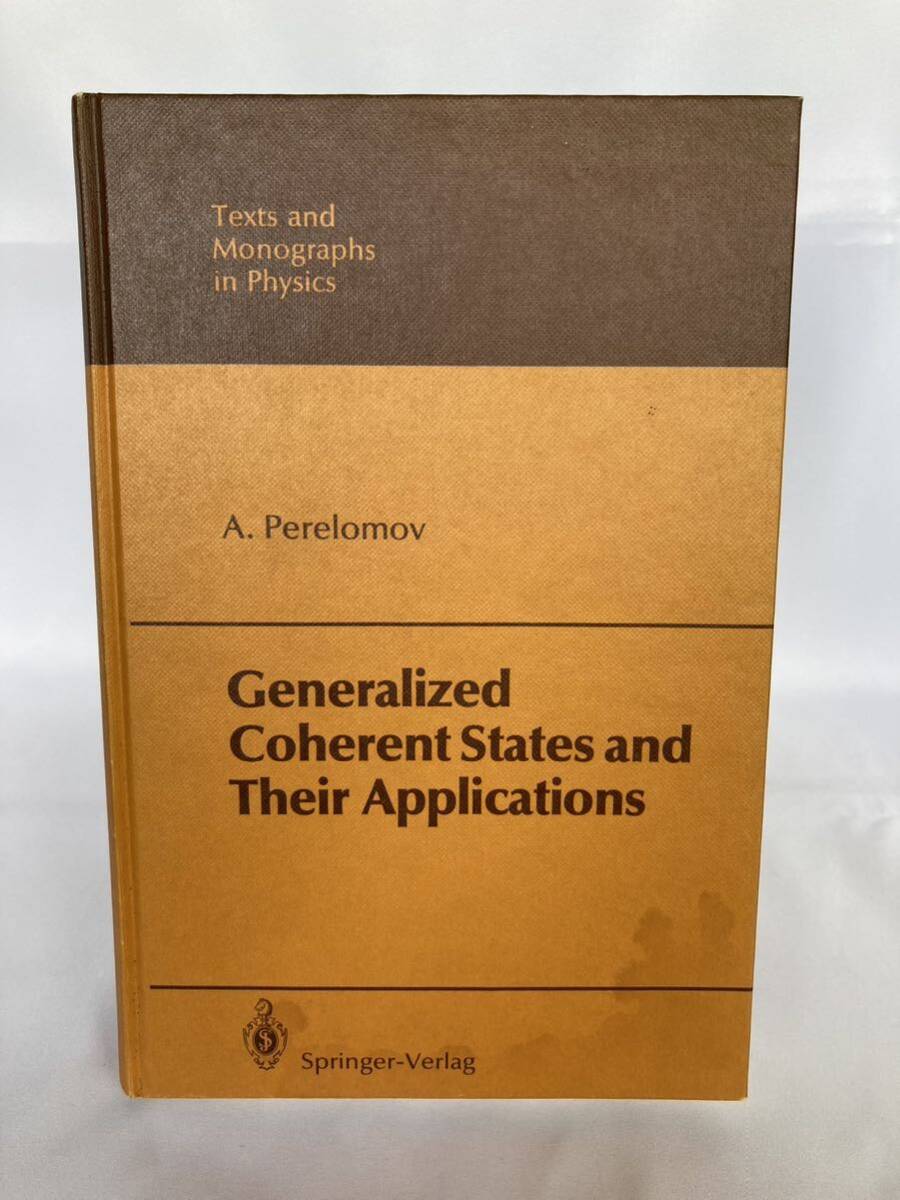 Texts and
Monographs
in Physics
A. Perelomov
Generalized
Coherent States and
Their Applications
Springer-Verlag